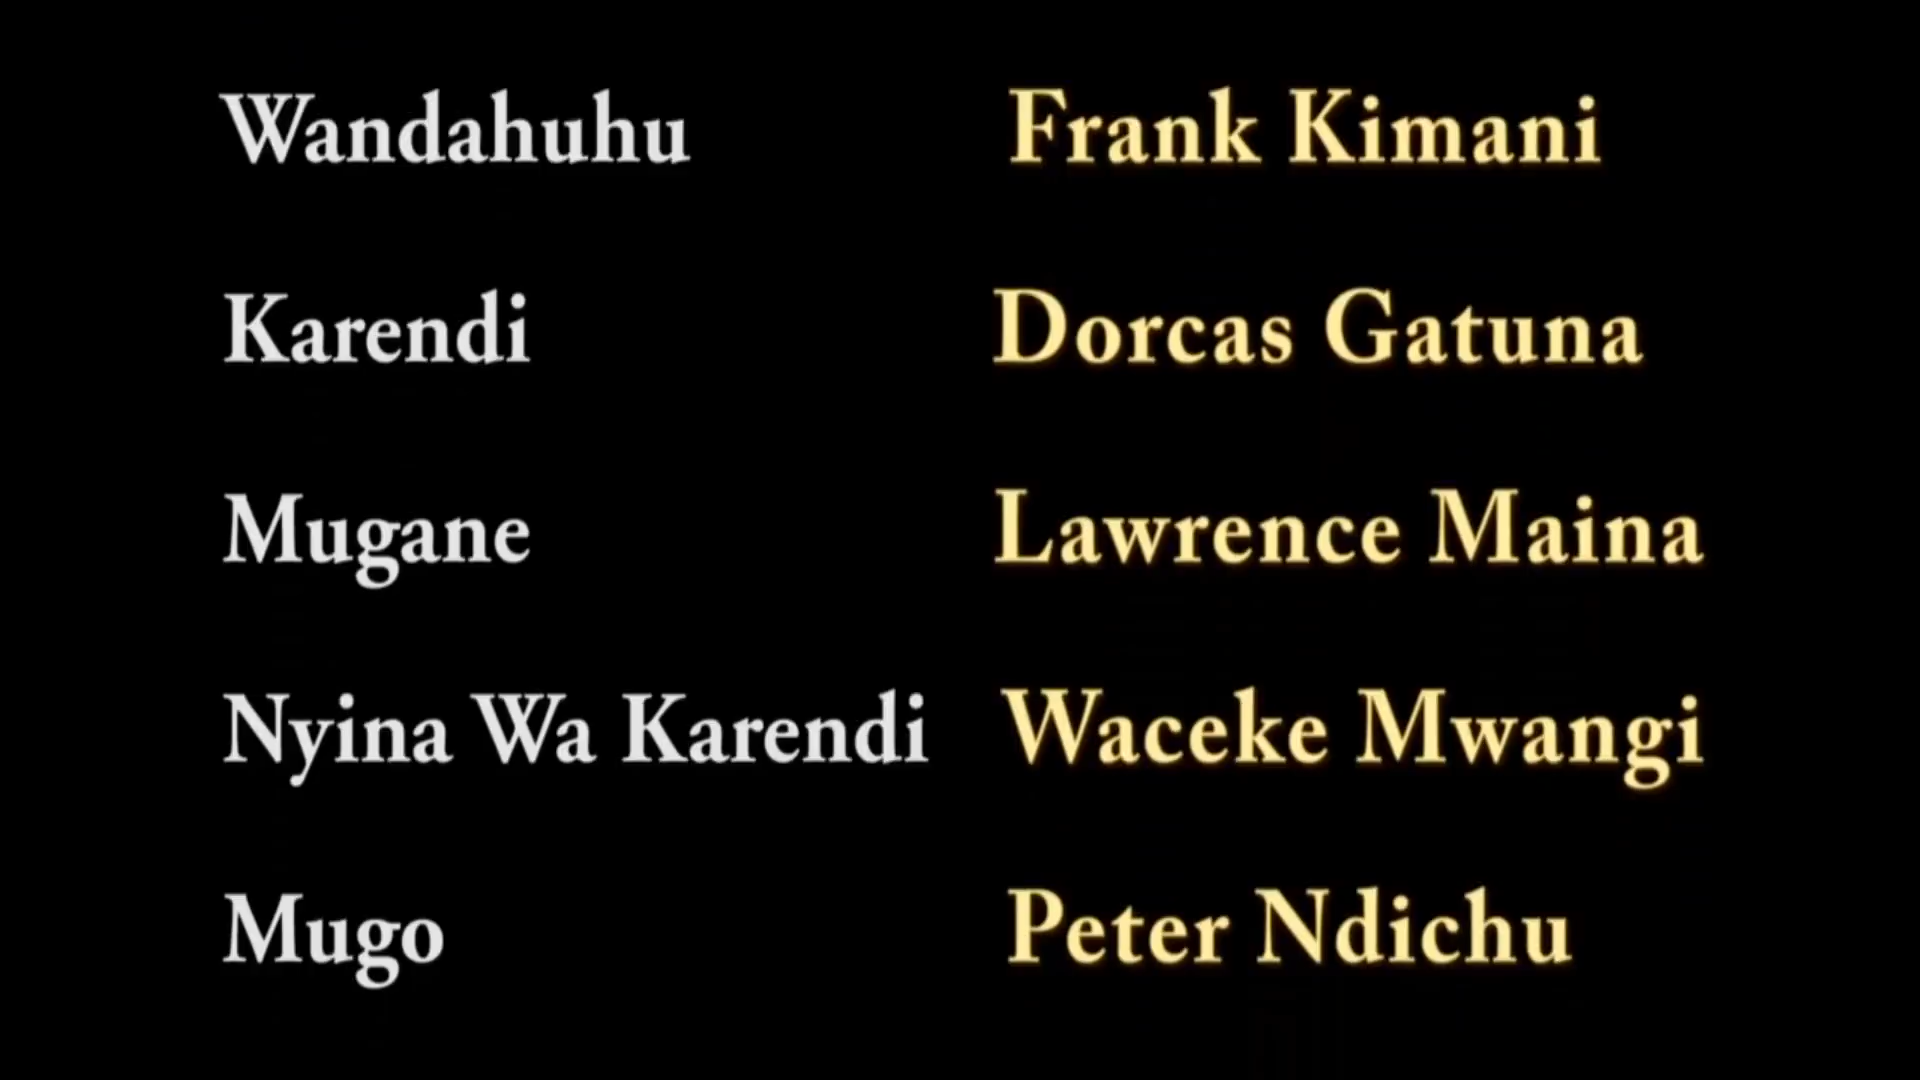 Wandahuhu Frank Kimani
Karendi Dorcas Gatuna
Mugane Lawrence Maina
Nyina Wa Karendi Waceke Mwangi
Mugo Peter Ndichu